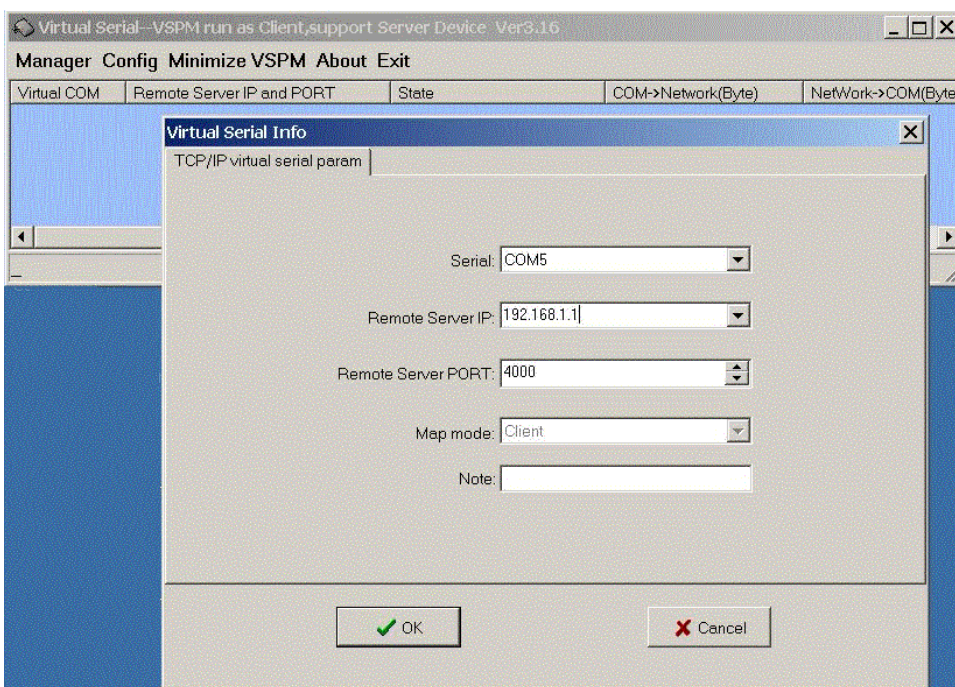 Virtual Serial--VSPM run as Client,support Server Device Ver3.16
Manager Config Minimize VSPM About Exit
Virtual COM Remote Server IP and PORT State COM->Network(Byte) NetWork->COM(Byte
Virtual Serial Info
TCP/IP virtual serial param
Serial: COM5
Remote Server IP: 192.168.1.1
Remote Server PORT: 4000
Map mode: Client
Note:
OK Cancel